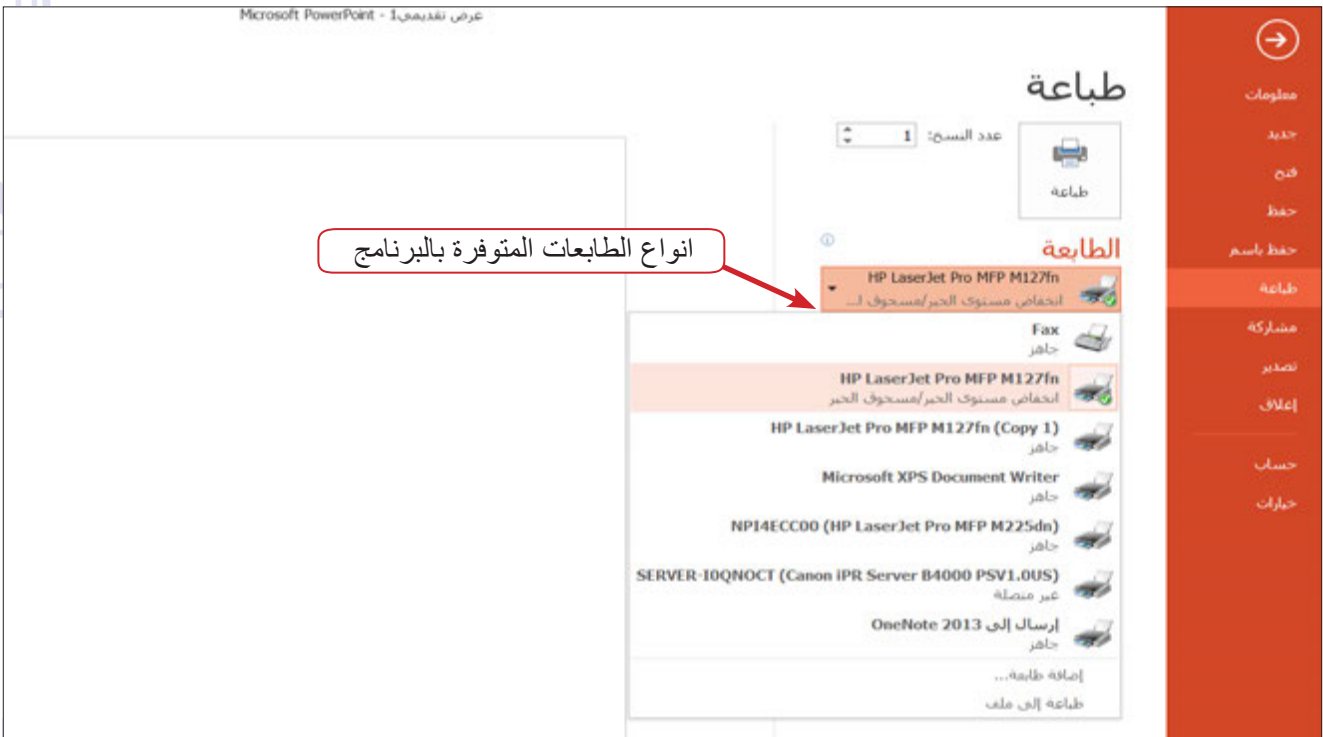 عرض تقديمي1 - Microsoft PowerPoint
معلومات
جديد
فتح
حفظ
حفظ باسم
طباعة
مشاركة
تصدير
إغلاق
حساب
خيارات
طباعة
عدد النسخ: 1
طباعة
الطابعة
انواع الطابعات المتوفرة بالبرنامج
HP LaserJet Pro MFP M127fn
انخفاض مستوى الحبر/مسحوق ا...
Fax
جاهز
HP LaserJet Pro MFP M127fn
انخفاض مستوى الحبر/مسحوق الحبر
HP LaserJet Pro MFP M127fn (Copy 1)
جاهز
Microsoft XPS Document Writer
جاهز
NPI4ECC00 (HP LaserJet Pro MFP M225dn)
جاهز
SERVER-I0QNOCT (Canon iPR Server B4000 PSV1.0US)
غير متصلة
إرسال إلى OneNote 2013
جاهز
إضافة طابعة...
طباعة إلى ملف